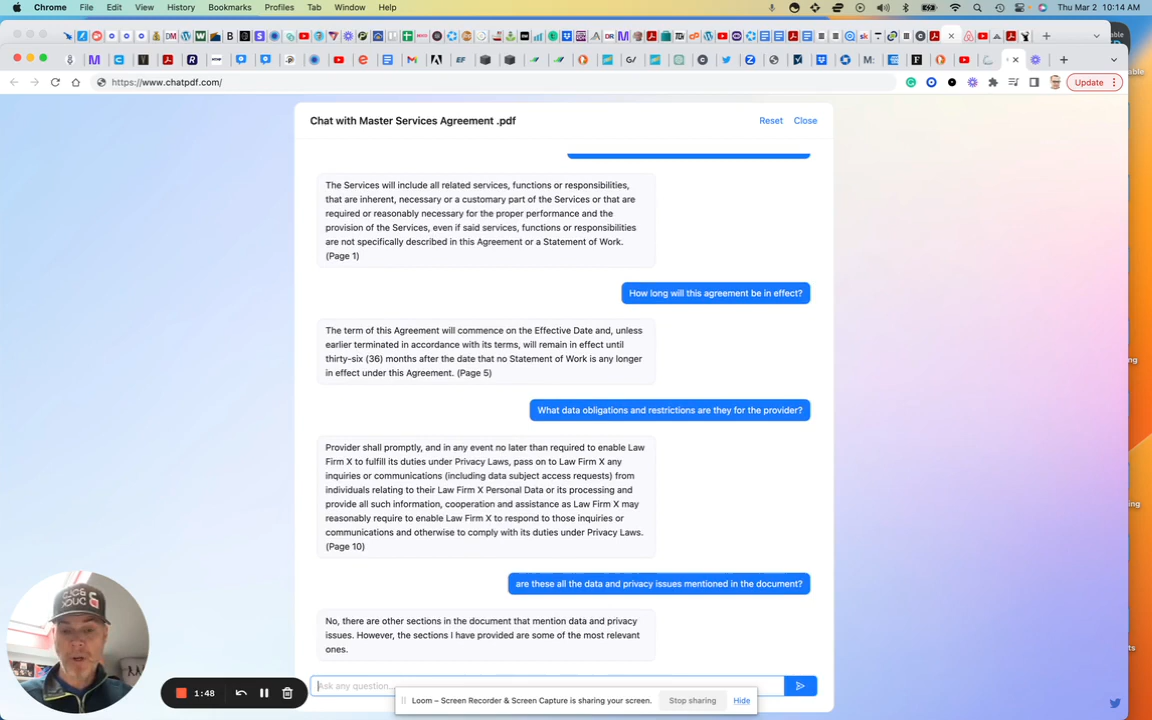 Chrome File Edit View History Bookmarks Profiles Tab Window Help Thu Mar 2 10:14 AM
https://www.chatpdf.com/ Update
Chat with Master Services Agreement .pdf Reset Close
The Services will include all related services, functions or responsibilities,
that are inherent, necessary or a customary part of the Services or that are
required or reasonably necessary for the proper performance and the
provision of the Services, even if said services, functions or responsibilities
are not specifically described in this Agreement or a Statement of Work.
(Page 1)
How long will this agreement be in effect?
The term of this Agreement will commence on the Effective Date and, unless
earlier terminated in accordance with its terms, will remain in effect until
thirty-six (36) months after the date that no Statement of Work is any longer
in effect under this Agreement. (Page 5)
What data obligations and restrictions are they for the provider?
Provider shall promptly, and in any event no later than required to enable Law
Firm X to fulfill its duties under Privacy Laws, pass on to Law Firm X any
inquiries or communications (including data subject access requests) from
individuals relating to their Law Firm X Personal Data or its processing and
provide all such information, cooperation and assistance as Law Firm X may
reasonably require to enable Law Firm X to respond to those inquiries or
communications and otherwise to comply with its duties under Privacy Laws.
(Page 10)
are these all the data and privacy issues mentioned in the document?
No, there are other sections in the document that mention data and privacy
issues. However, the sections I have provided are some of the most relevant
ones.
Ask any question...
1:48
Loom – Screen Recorder & Screen Capture is sharing your screen. Stop sharing Hide